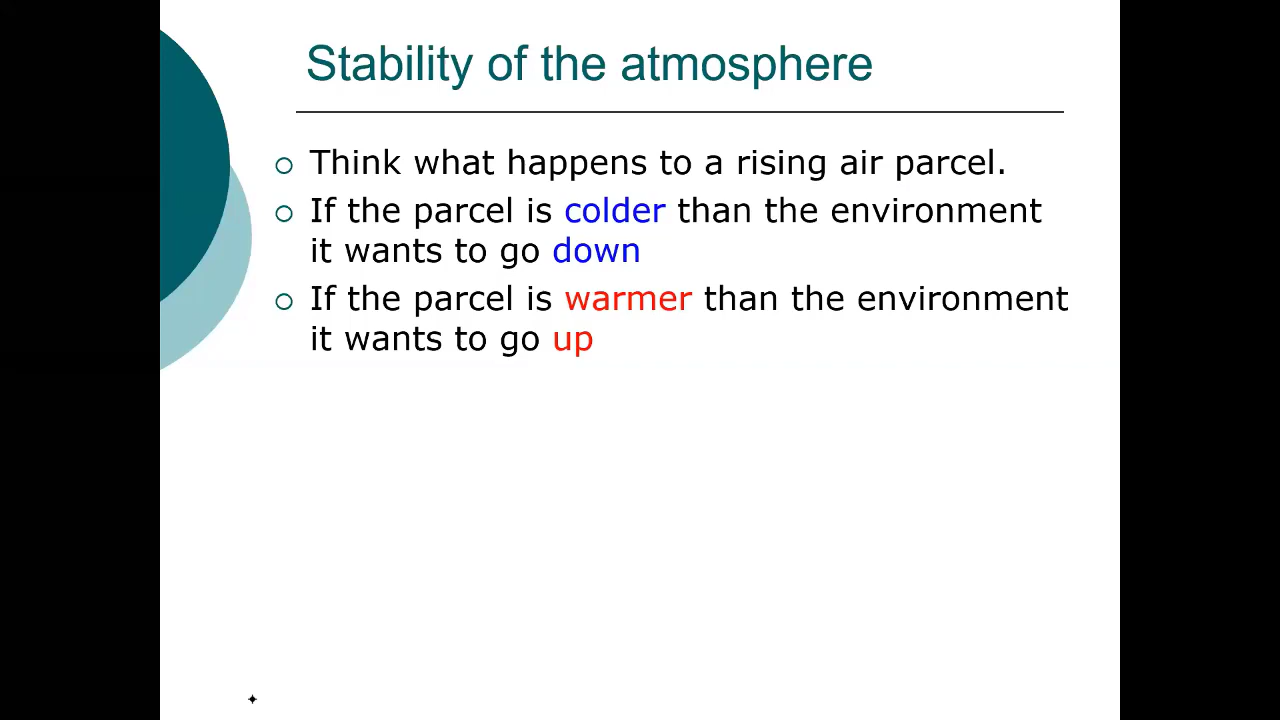 Stability of the atmosphere
Think what happens to a rising air parcel.
If the parcel is colder than the environment
it wants to go down
If the parcel is warmer than the environment
it wants to go up